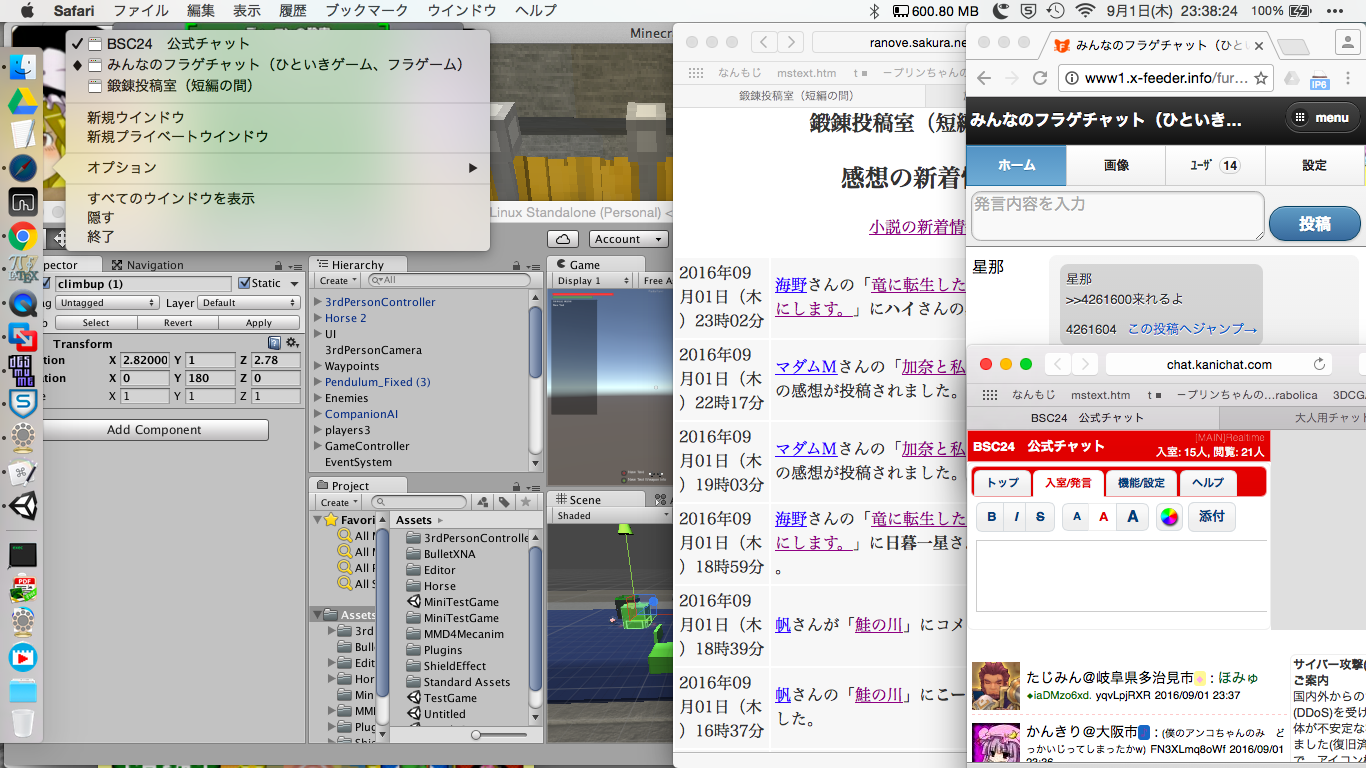 Safari ファイル 編集 表示 履歴 ブックマーク ウインドウ ヘルプ
600.80 MB 9月1日(木) 23:38:24 100%
✓ BSC24 公式チャット
◆ みんなのフラゲチャット（ひといきゲーム、フラゲーム）
鍛錬投稿室（短編の間）
新規ウインドウ
新規プライベートウインドウ
オプション
すべてのウインドウを表示
隠す
終了
Minecr
Linux Standalone (Personal) <
Account
pector
Navigation
climbup (1)
Static
Untagged
Layer Default
Select Revert Apply
Transform
X 2.82000 Y 1 Z 2.78
X 0 Y 180 Z 0
X 1 Y 1 Z 1
Add Component
Hierarchy
Create
All
3rdPersonController
Horse 2
UI
3rdPersonCamera
Waypoints
Pendulum_Fixed (3)
Enemies
CompanionAI
players3
GameController
EventSystem
Project
Create
Favori
All
All
All
All
Assets
3rd
Bull
Edit
Hor
Min
MM
Plug
Assets
3rdPersonControlle
BulletXNA
Editor
Horse
MiniTestGame
MiniTestGame
MMD4Mecanim
Plugins
ShieldEffect
Standard Assets
TestGame
Untitled
Game
Display 1 Free A
Scene
Shaded
ranove.sakura.ne
なんもじ mstext.htm t ■ ープリンちゃんの
鍛錬投稿室（短編の間）
鍛錬投稿室（短編
感想の新着情
小説の新着情
2016年09
月01日（木
）23時02分
海野さんの「竜に転生した
にします。」にハイさんの
2016年09
月01日（木
）22時17分
マダムMさんの「加奈と私
の感想が投稿されました。
2016年09
月01日（木
）19時03分
マダムMさんの「加奈と私
の感想が投稿されました。
2016年09
月01日（木
）18時59分
海野さんの「竜に転生した
にします。」に日暮一星さ
。
2016年09
月01日（木
）18時39分
帆さんが「鮭の川」にコメ
2016年09
月01日（木
）16時37分
帆さんの「鮭の川」にこー
した。
みんなのフラゲチャット（ひとい
www1.x-feeder.info/fur...
IP6
みんなのフラゲチャット（ひといき...
menu
ホーム 画像 ﾕｰｻﾞ 14 設定
発言内容を入力
投稿
星那
星那
>>4261600来れるよ
4261604 この投稿へジャンプ→
chat.kanichat.com
なんもじ mstext.htm t ■ ープリンちゃんの...rabolica 3DCGA
BSC24 公式チャット
大人用チャット
BSC24 公式チャット
[MAIN]Realtime
入室: 15人, 閲覧: 21人
トップ 入室/発言 機能/設定 ヘルプ
B I S A A A 添付
たじみん@岐阜県多治見市 : ほみゅ
◆iaDMzo6xd. yqvLpjRXR 2016/09/01 23:37
かんきり@大阪市 : (僕のアンコちゃんのみ ど
っかいじってしまったかw) FN3XLmq8oWf 2016/09/01
23:36
サイバー攻撃(
ご案内
国内外からの
(DDoS)を受け
体が不安定な
ました(復旧済
で、アイコン